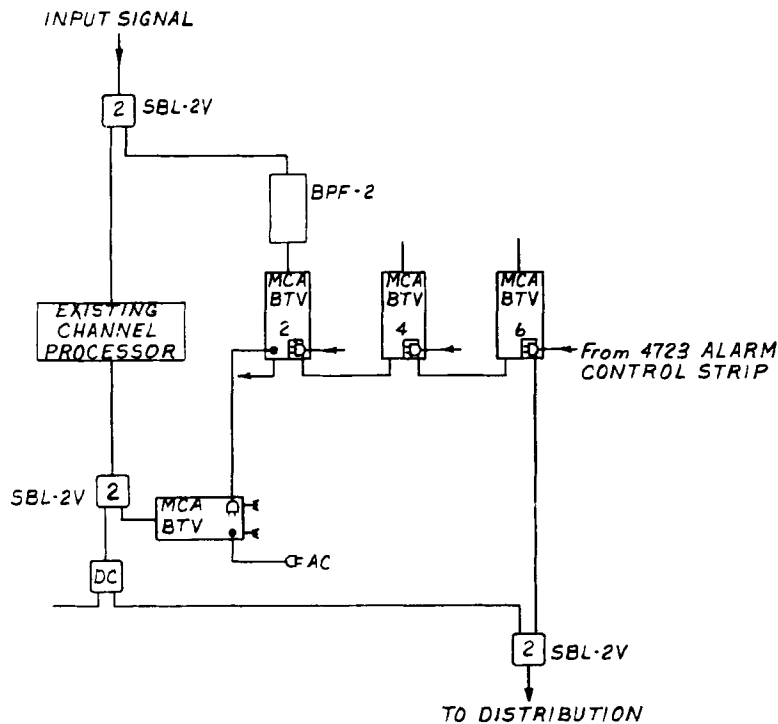 INPUT SIGNAL
2 SBL-2V
BPF-2
MCA
BTV
2
MCA
BTV
4
MCA
BTV
6
EXISTING
CHANNEL
PROCESSOR
From 4723 ALARM
CONTROL STRIP
SBL-2V 2
MCA
BTV
AC
DC
2 SBL-2V
TO DISTRIBUTION